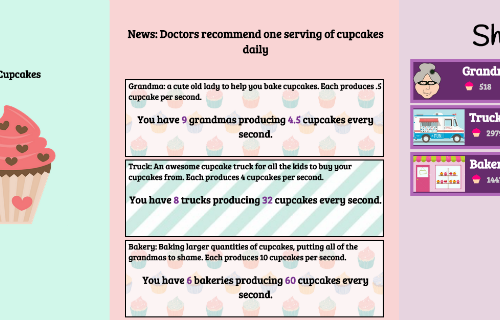 Cupcakes
News: Doctors recommend one serving of cupcakes
daily
Grandma: a cute old lady to help you bake cupcakes. Each produces .5
cupcake per second.
You have 9 grandmas producing 4.5 cupcakes every
second.
Truck: An awesome cupcake truck for all the kids to buy your
cupcakes from. Each produces 4 cupcakes per second.
You have 8 trucks producing 32 cupcakes every second.
Bakery: Baking larger quantities of cupcakes, putting all of the
grandmas to shame. Each produces 10 cupcakes per second.
You have 6 bakeries producing 60 cupcakes every
second.
Sh
Grandm
518
Truck
297
Baker
144